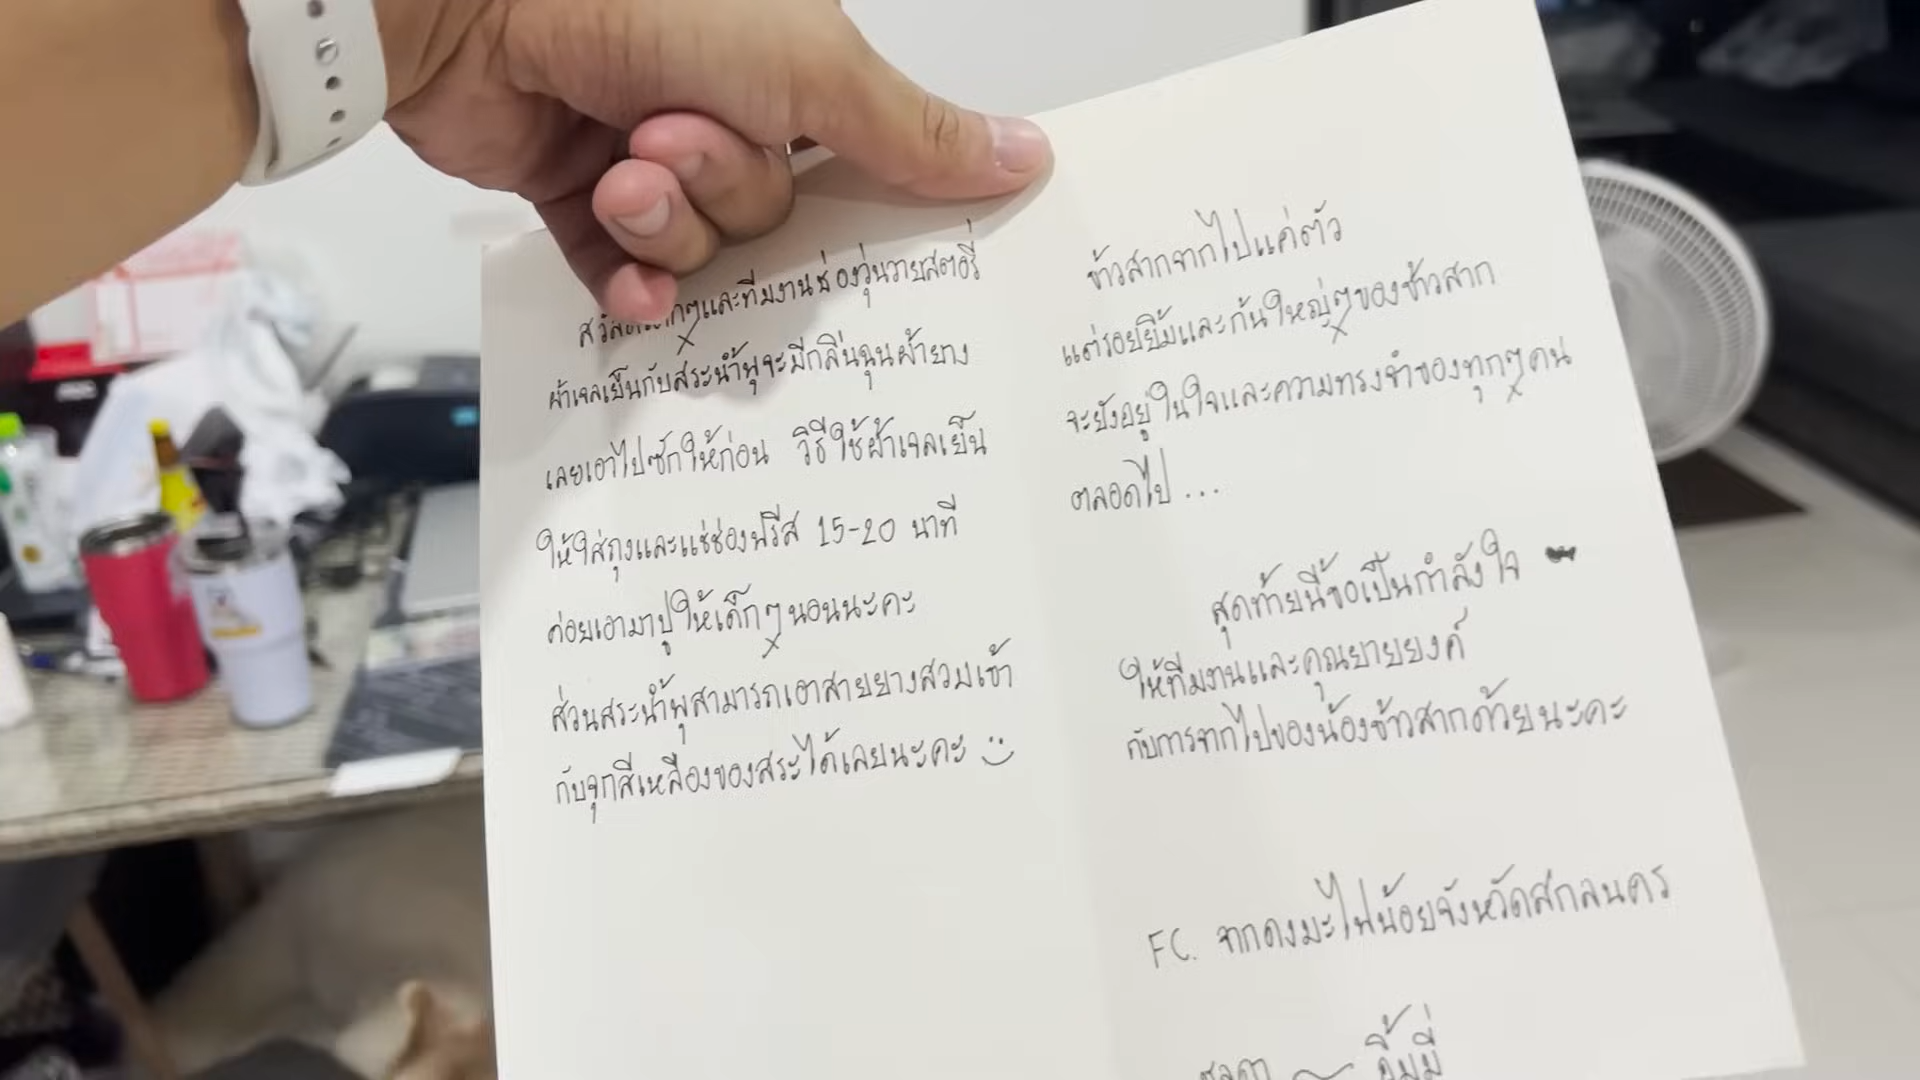 สวัสดีเด็กๆและทีมงานช่องวุ่นวายสตอรี่
ผ้าเจลเย็นกับสระน้ำพุจะมีกลิ่นฉุนผ้ายาง
เลยเอาไปซักให้ก่อน วิธีใช้ผ้าเจลเย็น
ให้ใส่ถุงและแช่ช่องฟรีส 15-20 นาที
ค่อยเอามาปูให้เด็กๆนอนนะคะ
ส่วนสระน้ำพุสามารถเอาสายยางสวมเข้า
กับจุกสีเหลืองของสระได้เลยนะคะ
ข้าวสากจากไปแค่ตัว
แต่รอยยิ้มและก้นใหญ่ๆของข้าวสาก
จะยังอยู่ในใจและความทรงจำของทุกๆคน
ตลอดไป ...
สุดท้ายนี้ขอเป็นกำลังใจ
ให้ทีมงานและคุณยายยงค์
กับการจากไปของน้องข้าวสากด้วยนะคะ
FC. จากดงมะไฟน้อยจังหวัดสกลนคร
อุ้มมี่